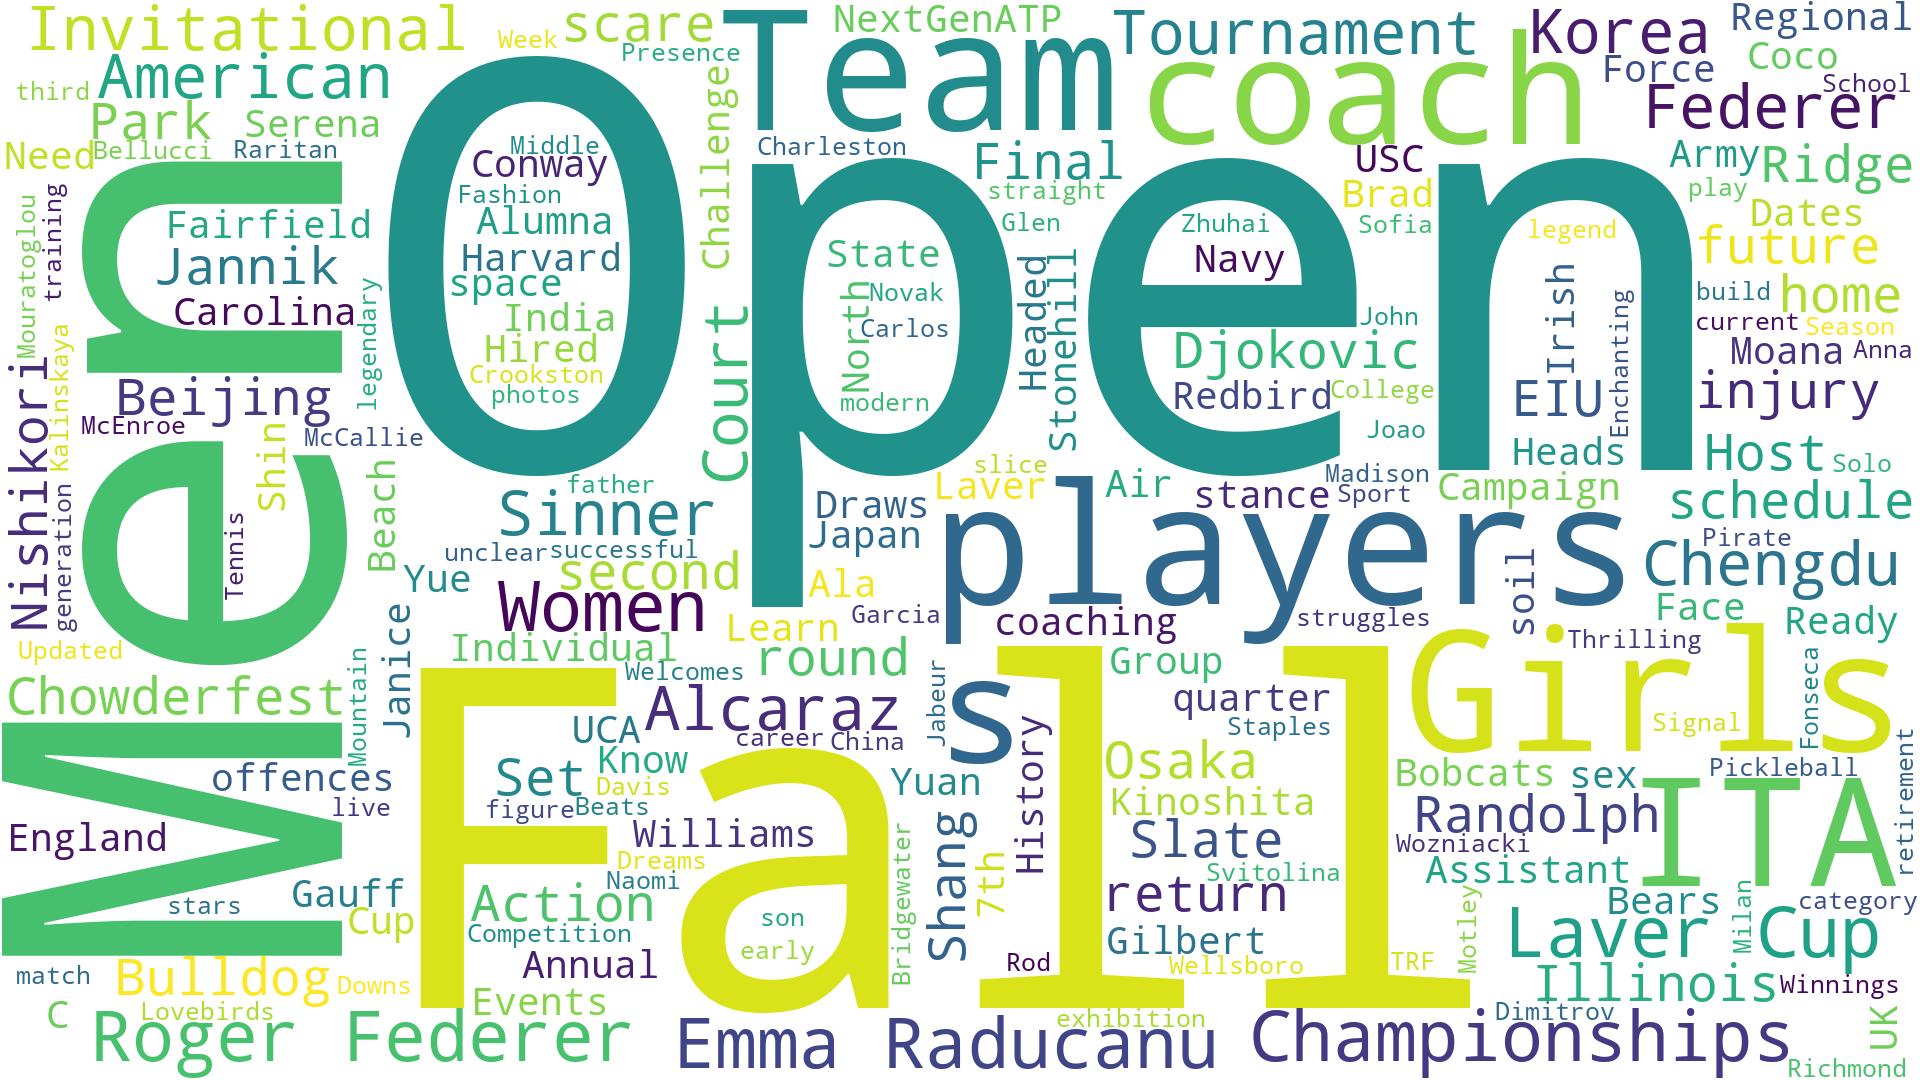 Invitational
Week
scare
Presence
Team
NextGenATP
Tournament
coach
Korea
Regional
Force
Coco
School
Federer
third
American
Park
Serena
Need
Bellucci
Raritan
Open
Middle
Conway
Fashion
Alumna
Harvard
space
India
Hired
Crookston
photos
Challenge
Charleston
Final
straight
Glen
USC
Brad
Sofia
Army
Ridge
play
Dates
future
Mouratoglou
training
Men
Fairfield
Jannik
Carolina
legendary
State
North
Novak
Carlos
modern
Headed
Stonehill
Zhuhai
Navy
legend
Irish
Enchanting
John
Djokovic
Redbird
College
Joao
EIU
Heads
build
home
current
Season
Moana
Anna
injury
Nishikori
Kalinskaya
Beijing
McEnroe
McCallie
Shin
Court
Host
Solo
generation
Tennis
Beach
father
Sinner
unclear
successful
Yue
second
slice
Laver
Draws
Japan
Air
stance
Madison
Sport
Campaign
schedule
players
soil
Pirate
Chengdu
Updated
Women
Ala
Learn
Garcia
coaching
struggles
Face
Ready
Janice
Individual
Welcomes
round
Group
Thrilling
Girls
Chowderfest
Mountain
Fall
UCA
Alcaraz
career
China
Jabeur
s
History
quarter
Staples
Signal
Fonseca
offences
live
Set
Know
Davis
figure
Beats
Yuan
Osaka
Kinoshita
Bobcats
sex
Pickleball
ITA
retirement
England
Williams
Dreams
Naomi
Shang
7th
Slate
Svitolina
Randolph
Wozniacki
Assistant
Gauff
stars
Cup
Action
Competition
son
early
Bridgewater
return
Gilbert
Motley
Bears
Milan
category
Laver Cup
match
Bulldog
Downs
Annual
Rod
Wellsboro
TRF
Illinois
Winnings
C
Lovebirds
Events
exhibition
Dimitrov
UK
Roger Federer
Emma Raducanu
Championships
Richmond